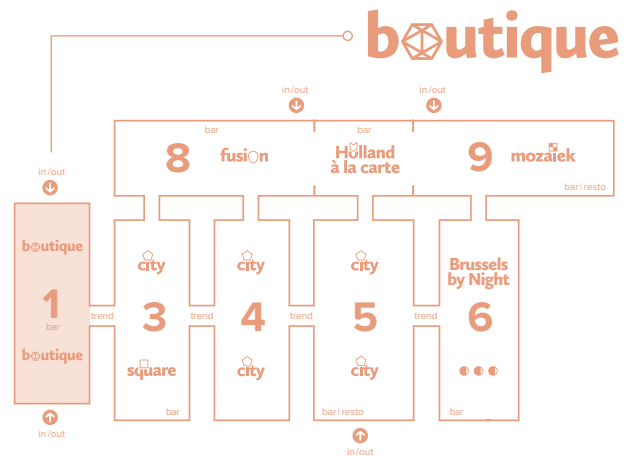 boutique
in/out
in/out
bar
bar
8
fusion
Holland
à la carte
9
mozaïek
bar|resto
in/out
boutique
1
bar
boutique
in/out
trend
city
3
square
bar
trend
city
4
city
trend
city
5
city
bar|resto
in/out
trend
Brussels
by Night
6
bar